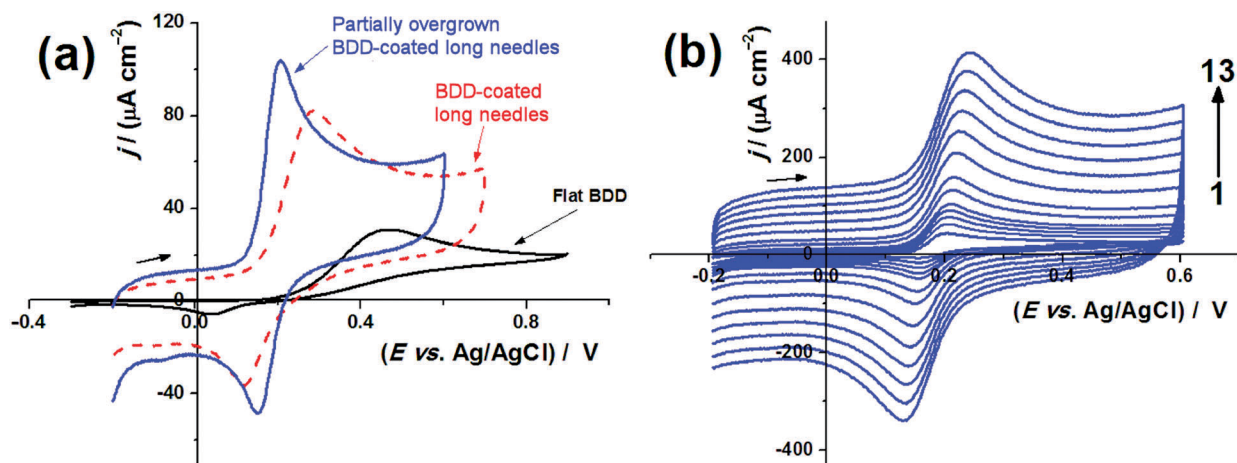 (a)
120
80
40
0
-40
j / (μA cm⁻²)
Partially overgrown
BDD-coated long needles
BDD-coated
long needles
Flat BDD
-0.4
0.0
0.4
0.8
(E vs. Ag/AgCl) / V
(b)
400
200
0
-200
-400
j / (μA cm⁻²)
13
1
-0.2
0.0
0.2
0.4
0.6
(E vs. Ag/AgCl) / V